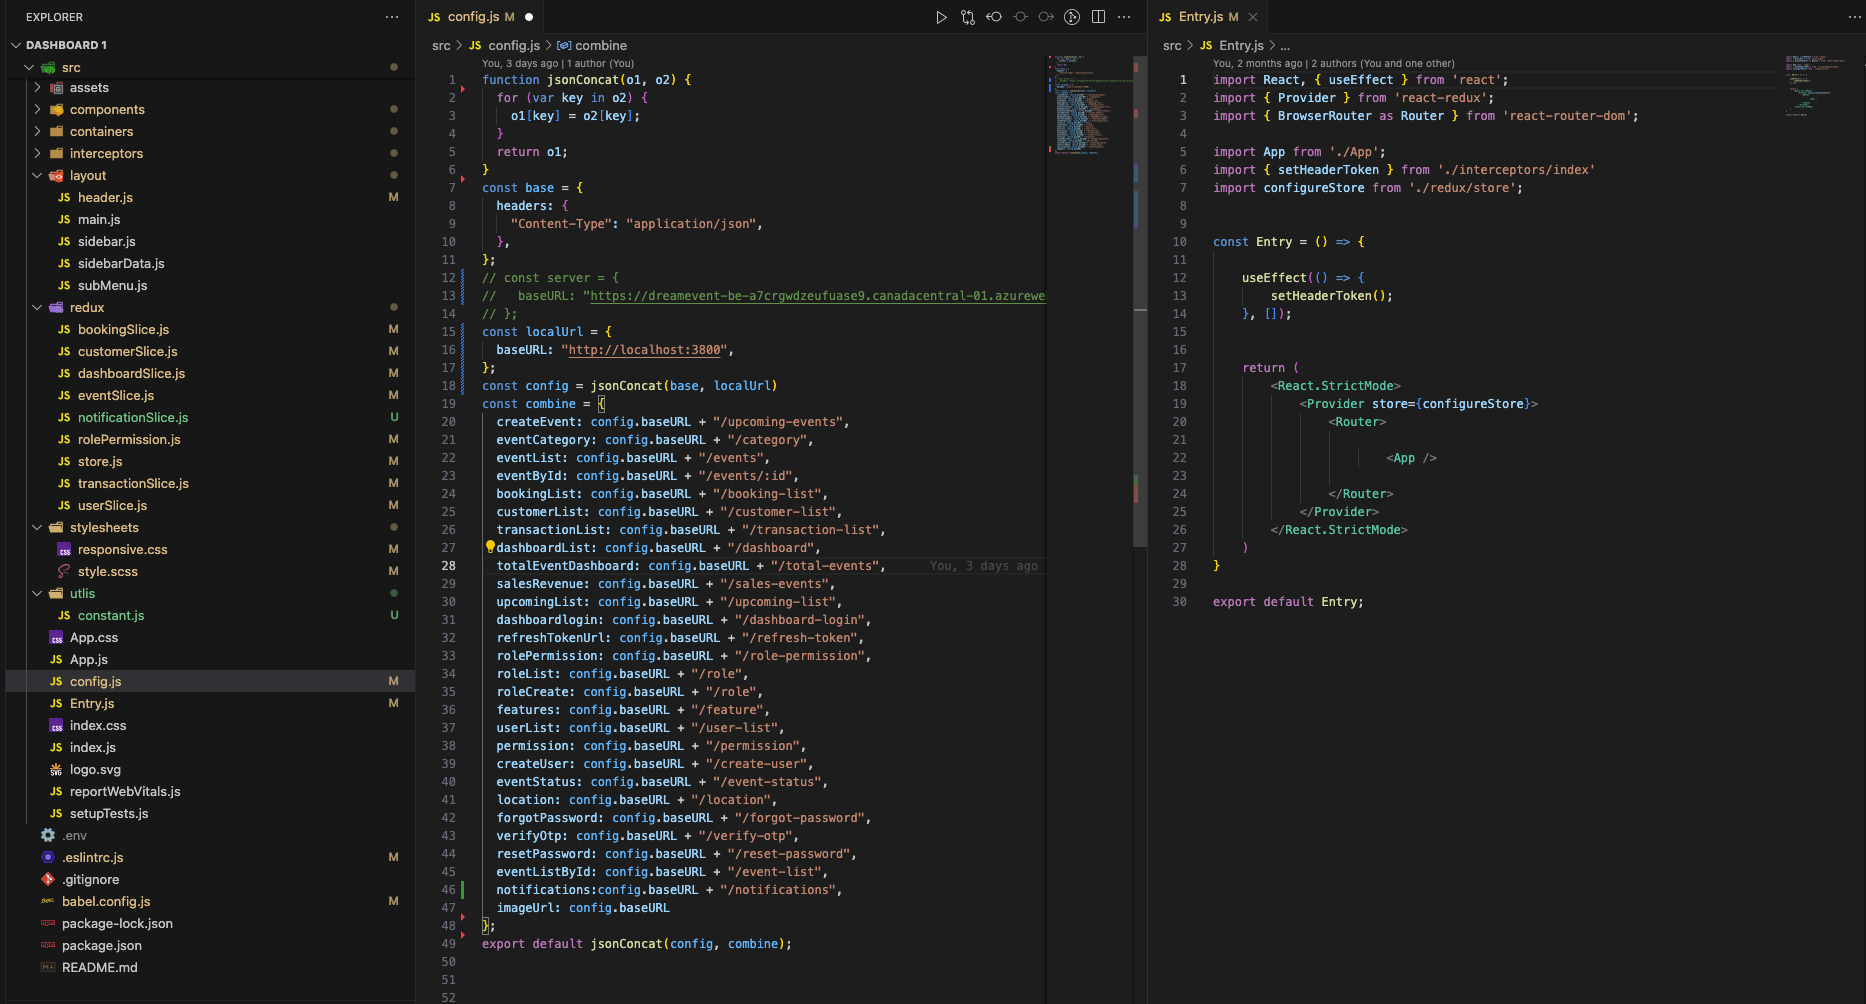 EXPLORER
···
DASHBOARD 1
src
assets
components
containers
interceptors
layout
JS header.js M
JS main.js
JS sidebar.js
JS sidebarData.js
JS subMenu.js
redux
JS bookingSlice.js M
JS customerSlice.js M
JS dashboardSlice.js M
JS eventSlice.js M
JS notificationSlice.js U
JS rolePermission.js M
JS store.js M
JS transactionSlice.js M
JS userSlice.js M
stylesheets
responsive.css M
style.scss M
utlis
JS constant.js U
App.css
JS App.js
JS config.js M
JS Entry.js M
index.css
JS index.js
logo.svg
JS reportWebVitals.js
JS setupTests.js
.env
.eslintrc.js M
.gitignore
babel.config.js M
package-lock.json
package.json
README.md
JS config.js M
src > JS config.js > combine
You, 3 days ago | 1 author (You)
1 function jsonConcat(o1, o2) {
2 for (var key in o2) {
3 o1[key] = o2[key];
4 }
5 return o1;
6 }
7 const base = {
8 headers: {
9 "Content-Type": "application/json",
10 },
11 };
12 // const server = {
13 // baseURL: "https://dreamevent-be-a7crgwdzeufuase9.canadacentral-01.azurewe
14 // };
15 const localUrl = {
16 baseURL: "http://localhost:3800",
17 };
18 const config = jsonConcat(base, localUrl)
19 const combine = {
20 createEvent: config.baseURL + "/upcoming-events",
21 eventCategory: config.baseURL + "/category",
22 eventList: config.baseURL + "/events",
23 eventById: config.baseURL + "/events/:id",
24 bookingList: config.baseURL + "/booking-list",
25 customerList: config.baseURL + "/customer-list",
26 transactionList: config.baseURL + "/transaction-list",
27 dashboardList: config.baseURL + "/dashboard",
28 totalEventDashboard: config.baseURL + "/total-events", You, 3 days ago
29 salesRevenue: config.baseURL + "/sales-events",
30 upcomingList: config.baseURL + "/upcoming-list",
31 dashboardlogin: config.baseURL + "/dashboard-login",
32 refreshTokenUrl: config.baseURL + "/refresh-token",
33 rolePermission: config.baseURL + "/role-permission",
34 roleList: config.baseURL + "/role",
35 roleCreate: config.baseURL + "/role",
36 features: config.baseURL + "/feature",
37 userList: config.baseURL + "/user-list",
38 permission: config.baseURL + "/permission",
39 createUser: config.baseURL + "/create-user",
40 eventStatus: config.baseURL + "/event-status",
41 location: config.baseURL + "/location",
42 forgotPassword: config.baseURL + "/forgot-password",
43 verifyOtp: config.baseURL + "/verify-otp",
44 resetPassword: config.baseURL + "/reset-password",
45 eventListById: config.baseURL + "/event-list",
46 notifications:config.baseURL + "/notifications",
47 imageUrl: config.baseURL
48 };
49 export default jsonConcat(config, combine);
50
51
52
JS Entry.js M
src > JS Entry.js > ...
You, 2 months ago | 2 authors (You and one other)
1 import React, { useEffect } from 'react';
2 import { Provider } from 'react-redux';
3 import { BrowserRouter as Router } from 'react-router-dom';
4
5 import App from './App';
6 import { setHeaderToken } from './interceptors/index'
7 import configureStore from './redux/store';
8
9
10 const Entry = () => {
11
12 useEffect(() => {
13 setHeaderToken();
14 }, []);
15
16
17 return (
18 <React.StrictMode>
19 <Provider store={configureStore}>
20 <Router>
21
22 <App />
23
24 </Router>
25 </Provider>
26 </React.StrictMode>
27 )
28 }
29
30 export default Entry;